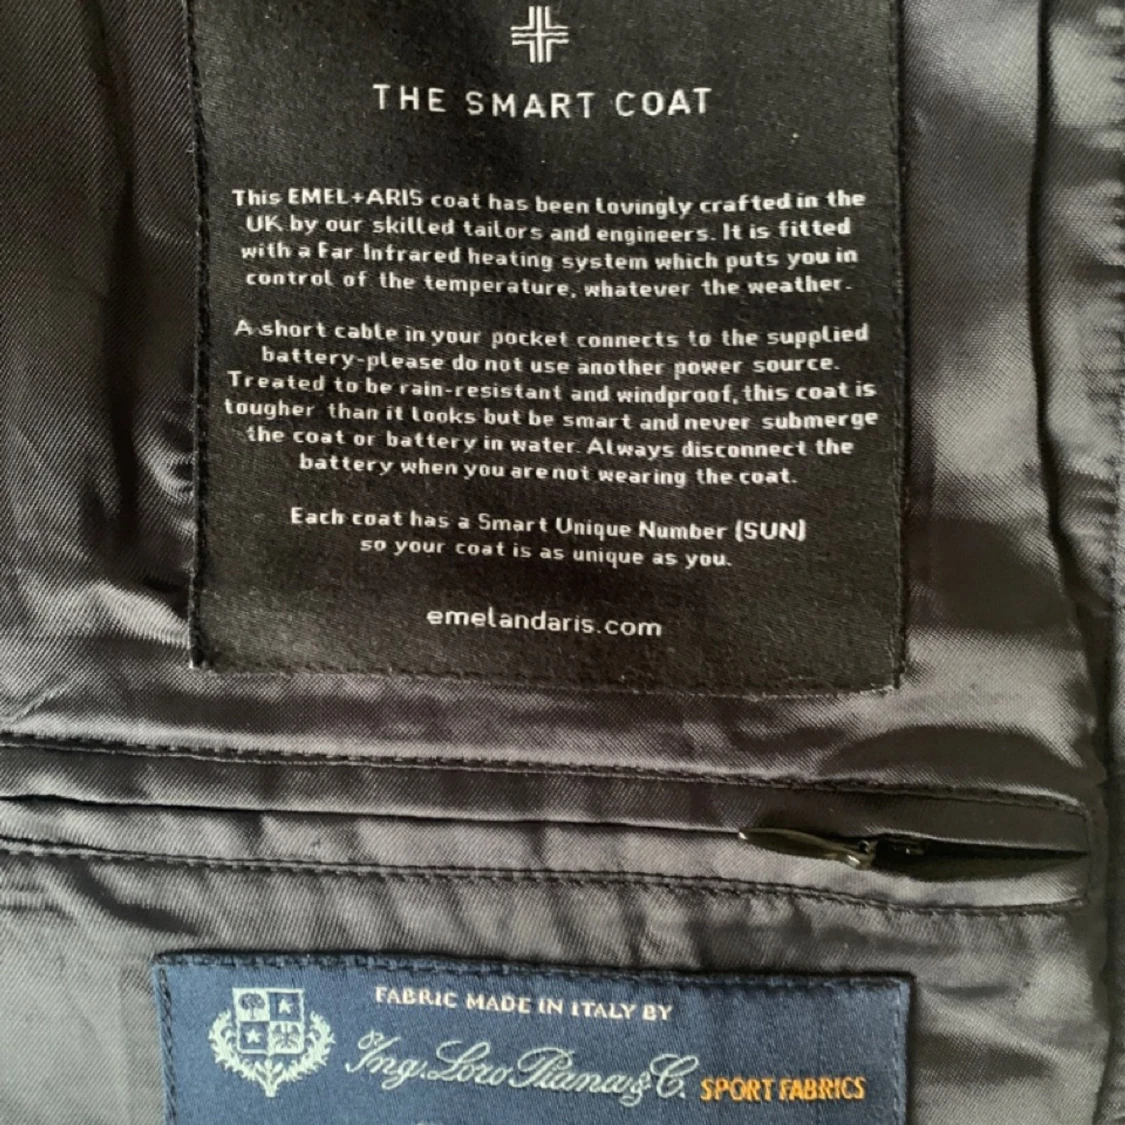 THE SMART COAT
This EMEL+ARIS coat has been lovingly crafted in the
UK by our skilled tailors and engineers. It is fitted
with a Far Infrared heating system which puts you in
control of the temperature, whatever the weather.
A short cable in your pocket connects to the supplied
battery-please do not use another power source.
Treated to be rain-resistant and windproof, this coat is
tougher than it looks but be smart and never submerge
the coat or battery in water. Always disconnect the
battery when you are not wearing the coat.
Each coat has a Smart Unique Number (SUN)
so your coat is as unique as you.
emelandaris.com
FABRIC MADE IN ITALY BY
Ing. Loro Piana & C. SPORT FABRICS